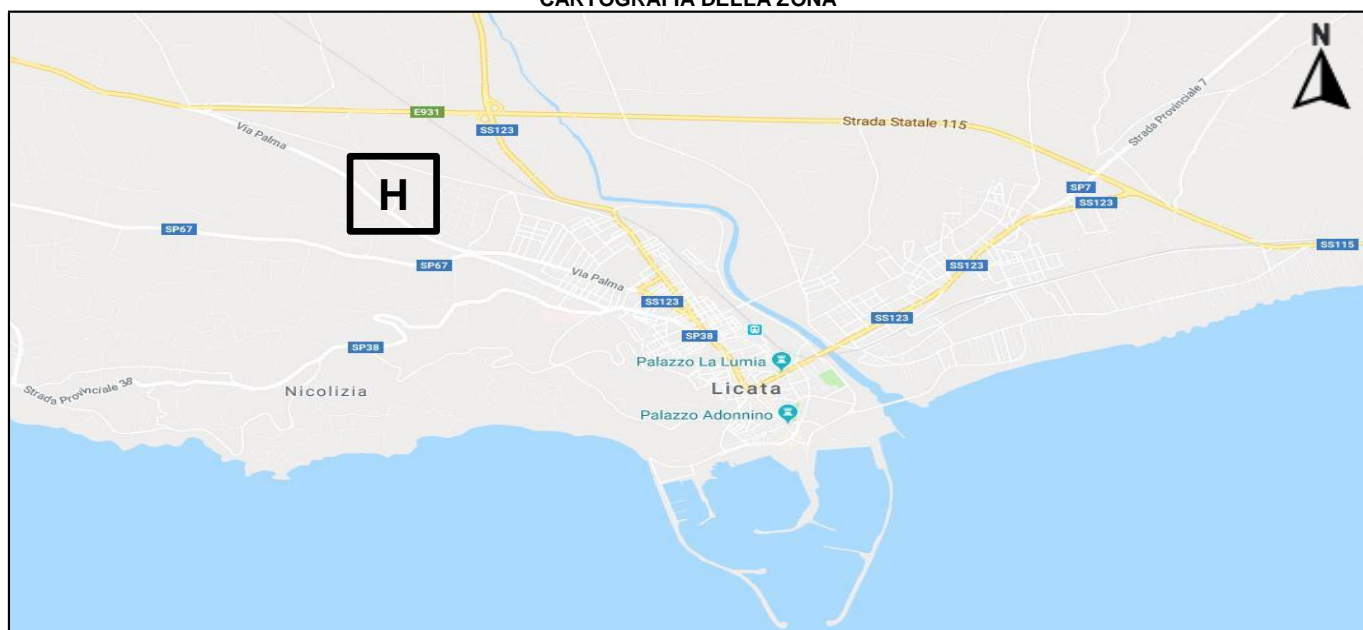 CARTOGRAFIA DELLA ZONA
N
Strada Provinciale 7
E931
Via Palma
SS123
Strada Statale 115
H
SP7
SS123
SP67
SS115
SP67
SS123
Via Palma
SS123
SS123
SP38
SP38
Palazzo La Lumia
Strada Provinciale 38
Nicolizia
Licata
Palazzo Adonnino